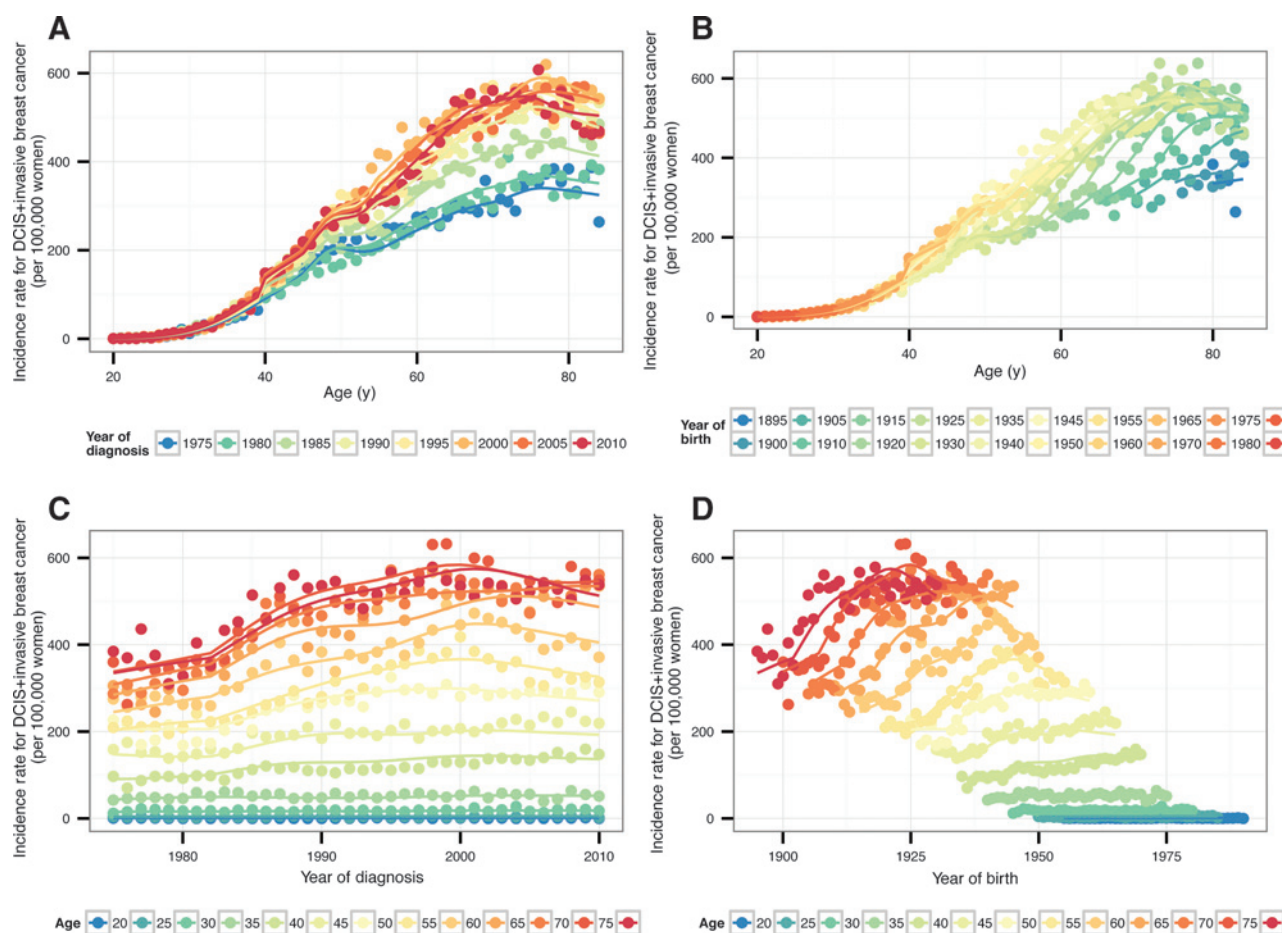 A
Incidence rate for DCIS+invasive breast cancer
(per 100,000 women)
600
400
200
0
20
40
60
80
Age (y)
Year of
diagnosis
1975 1980 1985 1990 1995 2000 2005 2010
B
Incidence rate for DCIS+invasive breast cancer
(per 100,000 women)
600
500
400
300
200
100
0
20
40
60
80
Age (y)
Year of
birth
1895 1905 1915 1925 1935 1945 1955 1965 1975
1900 1910 1920 1930 1940 1950 1960 1970 1980
C
Incidence rate for DCIS+invasive breast cancer
(per 100,000 women)
600
400
200
0
1980
1990
2000
2010
Year of diagnosis
Age 20 25 30 35 40 45 50 55 60 65 70 75
D
Incidence rate for DCIS+invasive breast cancer
(per 100,000 women)
600
400
200
0
1900
1925
1950
1975
Year of birth
Age 20 25 30 35 40 45 50 55 60 65 70 75